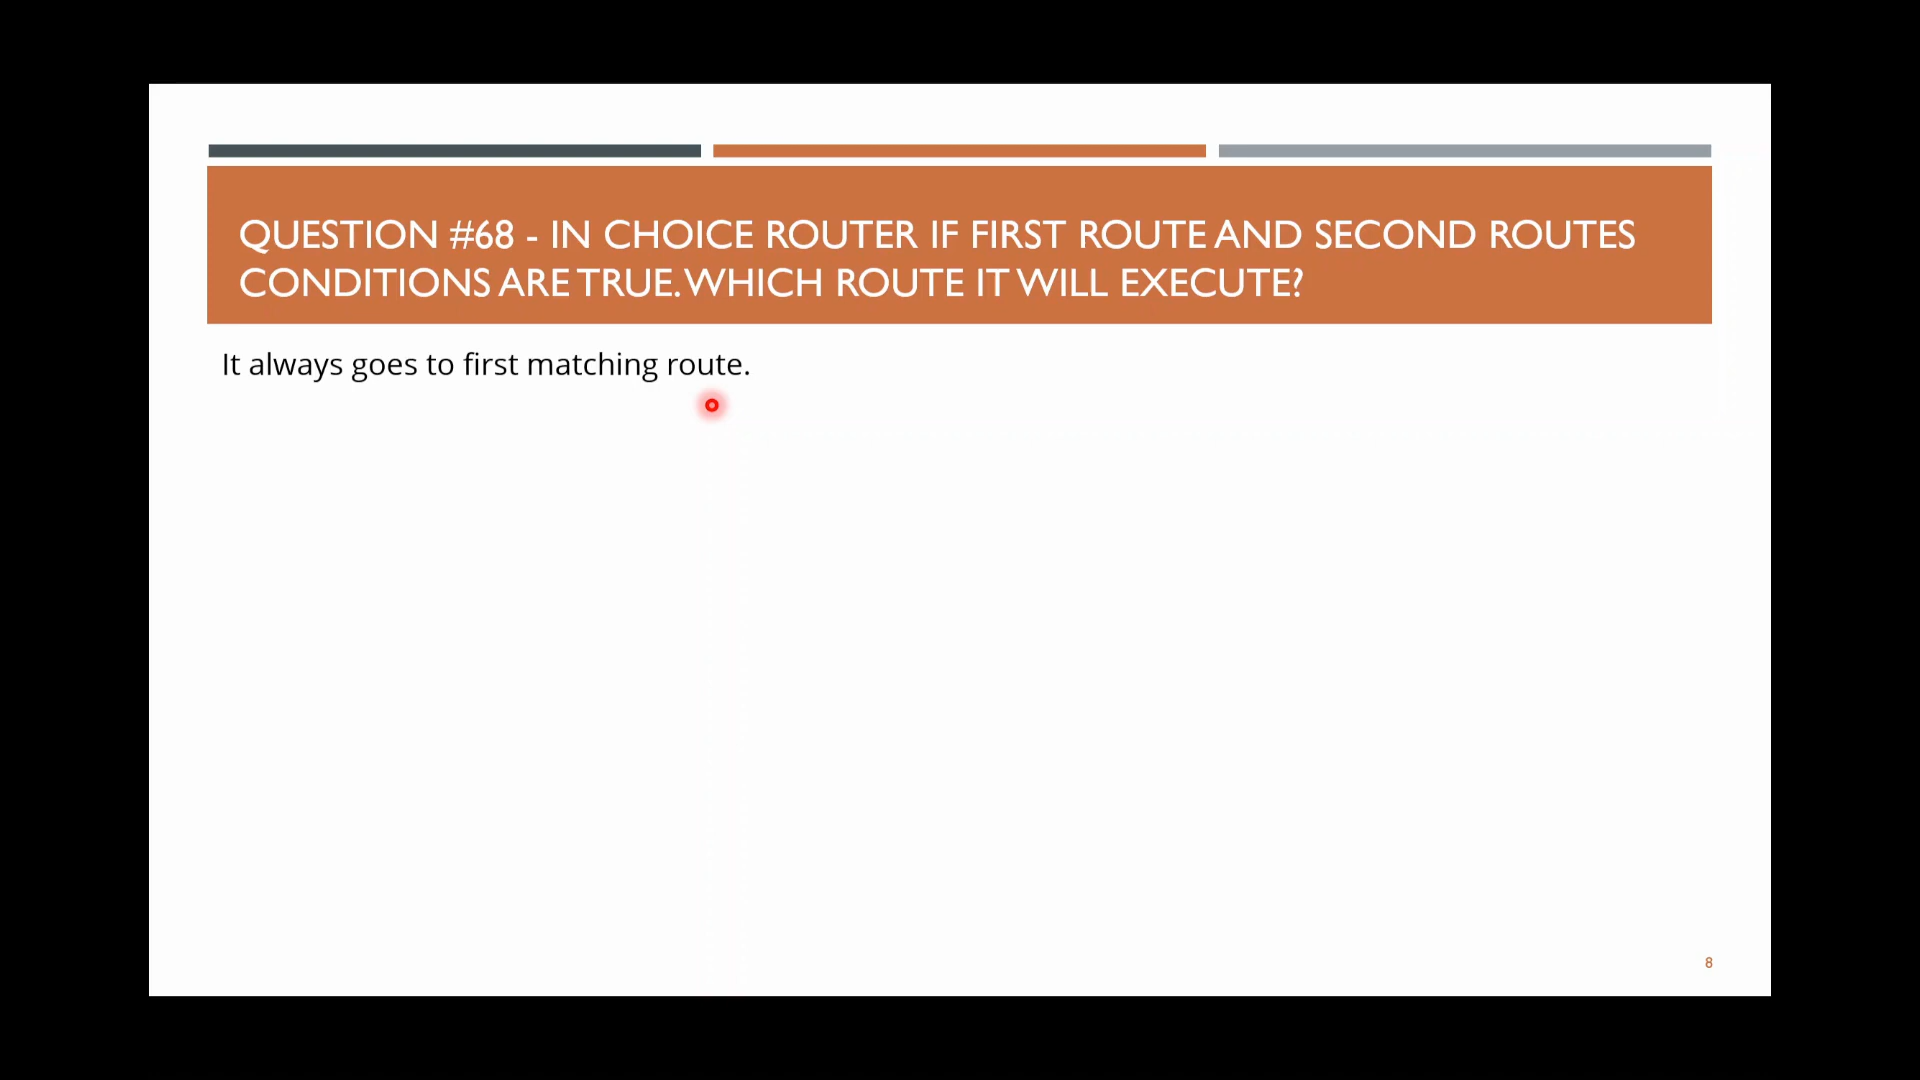 QUESTION #68 - IN CHOICE ROUTER IF FIRST ROUTE AND SECOND ROUTES
CONDITIONS ARE TRUE. WHICH ROUTE IT WILL EXECUTE?
It always goes to first matching route.
8